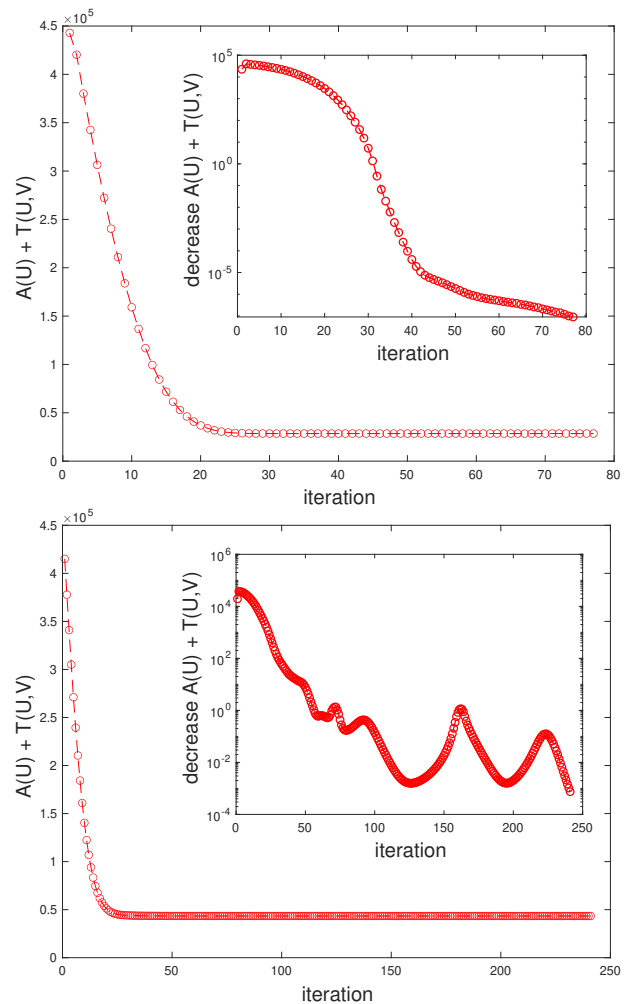 ×10^5
4.5
4
3.5
3
2.5
2
1.5
1
0.5
0
A(U) + T(U,V)
0 10 20 30 40 50 60 70 80
iteration
10^5
10^0
10^-5
decrease A(U) + T(U,V)
0 10 20 30 40 50 60 70 80
iteration
×10^5
4.5
4
3.5
3
2.5
2
1.5
1
0.5
0
A(U) + T(U,V)
0 50 100 150 200 250
iteration
10^6
10^4
10^2
10^0
10^-2
10^-4
decrease A(U) + T(U,V)
0 50 100 150 200 250
iteration